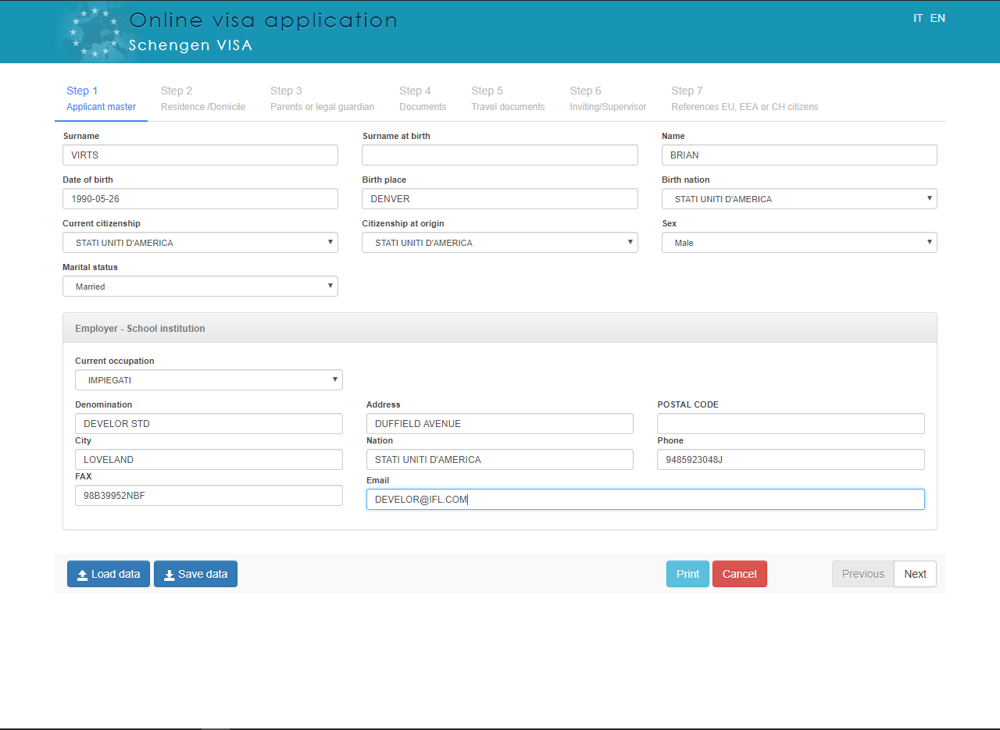 Online visa application
IT EN
Schengen VISA
Step 1 Step 2 Step 3 Step 4 Step 5 Step 6 Step 7
Applicant master Residence /Domicile Parents or legal guardian Documents Travel documents Inviting/Supervisor References EU, EEA or CH citizens
Surname Surname at birth Name
VIRTS BRIAN
Date of birth Birth place Birth nation
1990-05-26 DENVER STATI UNITI D'AMERICA
Current citizenship Citizenship at origin Sex
STATI UNITI D'AMERICA STATI UNITI D'AMERICA Male
Marital status
Married
Employer - School institution
Current occupation
IMPIEGATI
Denomination Address POSTAL CODE
DEVELOR STD DUFFIELD AVENUE
City Nation Phone
LOVELAND STATI UNITI D'AMERICA 9485923048J
FAX Email
98B39952NBF DEVELOR@IFL.COM
Load data Save data Print Cancel Previous Next